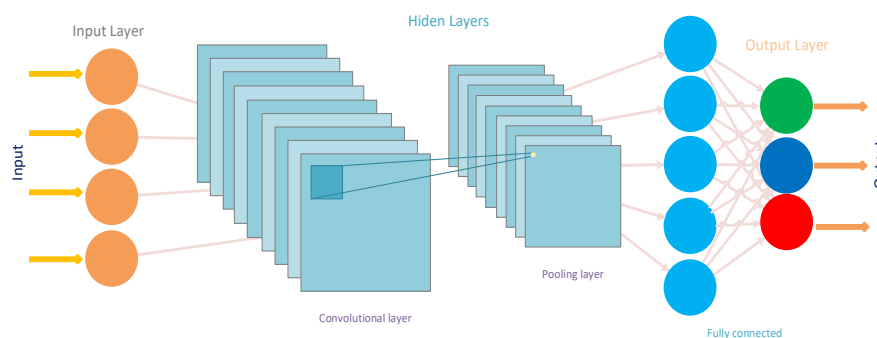 Hiden Layers
Input Layer
Output Layer
Input
Pooling layer
Convolutional layer
Fully connected